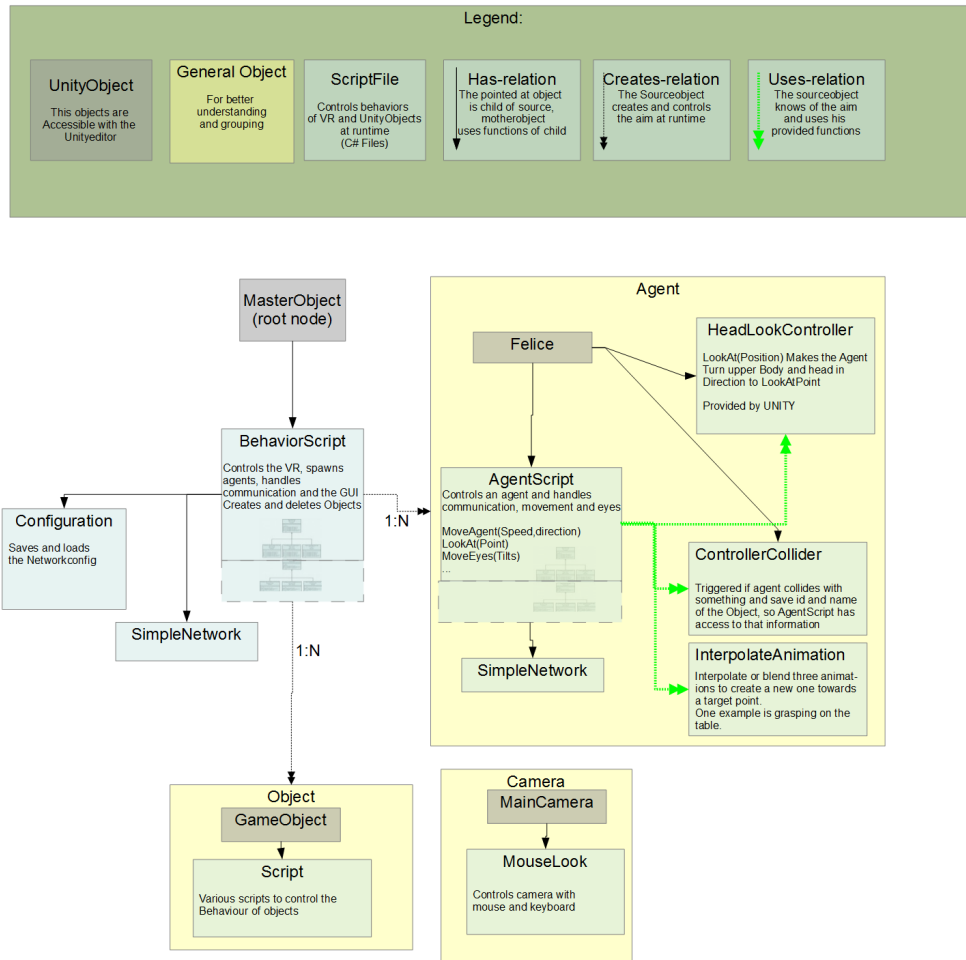 Legend:
UnityObject
This objects are
Accessible with the
Unityeditor
General Object
For better
understanding
and grouping
ScriptFile
Controls behaviors
of VR and UnityObjects
at runtime
(C# Files)
Has-relation
The pointed at object
is child of source,
motherobject
uses functions of child
Creates-relation
The Sourceobject
creates and controls
the aim at runtime
Uses-relation
The sourceobject
knows of the aim
and uses his
provided functions
MasterObject
(root node)
BehaviorScript
Controls the VR, spawns
agents, handles
communication and the GUI
Creates and deletes Objects
1:N
1:N
Configuration
Saves and loads
the Networkconfig
SimpleNetwork
Agent
Felice
HeadLookController
LookAt(Position) Makes the Agent
Turn upper Body and head in
Direction to LookAtPoint
Provided by UNITY
AgentScript
Controls an agent and handles
communication, movement and eyes
MoveAgent(Speed,direction)
LookAt(Point)
MoveEyes(Tilts)
...
SimpleNetwork
ControllerCollider
Triggered if agent collides with
something and save id and name
of the Object, so AgentScript has
access to that information
InterpolateAnimation
Interpolate or blend three animat-
ions to create a new one towards
a target point.
One example is grasping on the
table.
Object
GameObject
Script
Various scripts to control the
Behaviour of objects
Camera
MainCamera
MouseLook
Controls camera with
mouse and keyboard